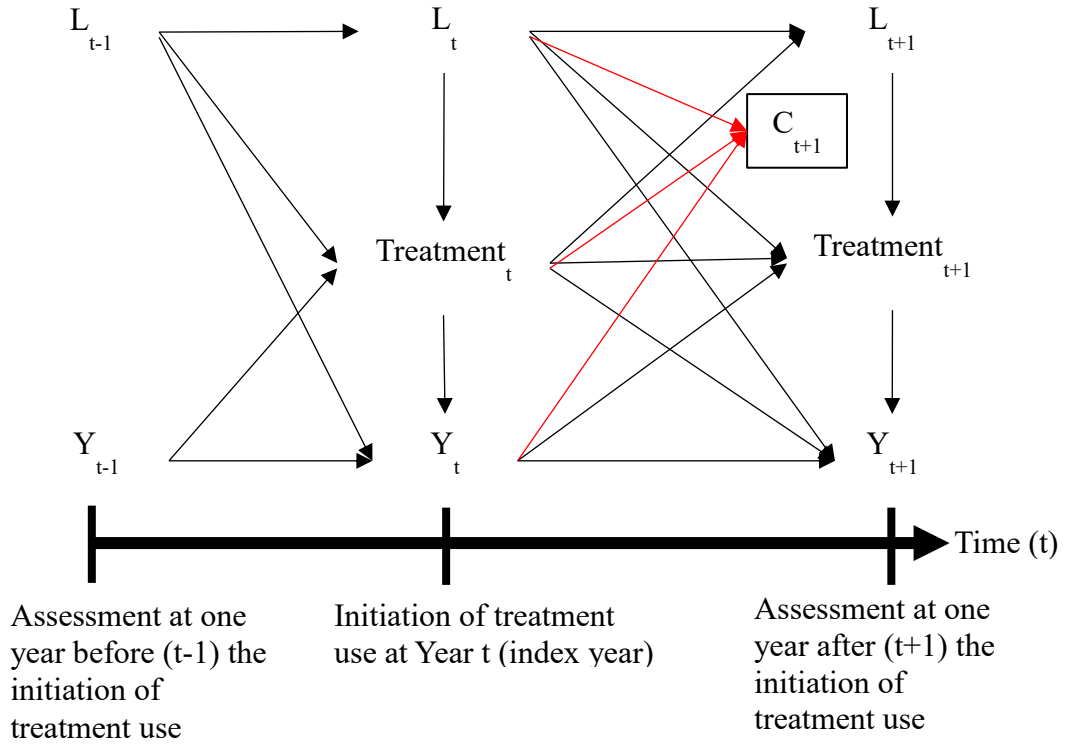 L t-1
L t
L t+1
C t+1
Treatment t
Treatment t+1
Y t-1
Y t
Y t+1
Time (t)
Assessment at one
year before (t-1) the
initiation of
treatment use
Initiation of treatment
use at Year t (index year)
Assessment at one
year after (t+1) the
initiation of
treatment use